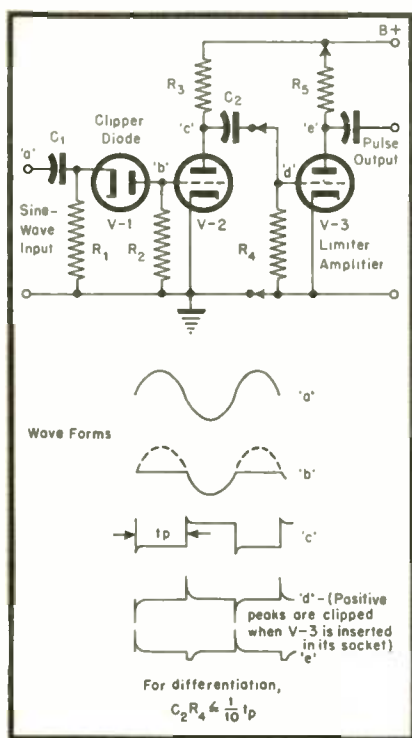 B+
R3
R5
C2
'c'
'e'
C1
Clipper
Diode
'a'
'b'
'd'
Pulse
Output
Sine-
Wave
Input
V-1
V-2
V-3
R1
R2
R4
Limiter
Amplitier
'a'
Wave Forms
'b'
tp
'c'
'd'-(Positive
peaks are clipped
when V-3 is inserted
in its socket)
'e'
For differentiation,
C2R4 ≤ 1/10 tp